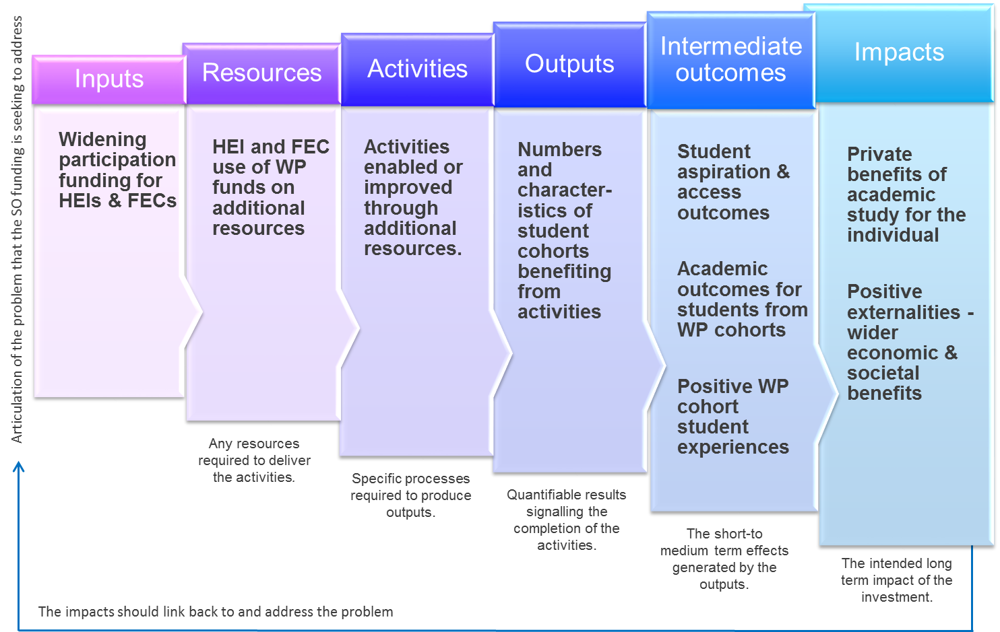 Articulation of the problem that the SO funding is seeking to address
Inputs
Widening
participation
funding for
HEIs & FECs
Resources
HEI and FEC
use of WP
funds on
additional
resources
Any resources
required to deliver
the activities.
Activities
Activities
enabled or
improved
through
additional
resources.
Specific processes
required to produce
outputs.
Outputs
Numbers
and
character-
istics of
student
cohorts
benefiting
from
activities
Quantifiable results
signalling the
completion of the
activities.
Intermediate
outcomes
Student
aspiration &
access
outcomes
Academic
outcomes for
students from
WP cohorts
Positive WP
cohort
student
experiences
The short-to
medium term effects
generated by the
outputs.
Impacts
Private
benefits of
academic
study for the
individual
Positive
externalities -
wider
economic &
societal
benefits
The intended long
term impact of the
investment.
The impacts should link back to and address the problem